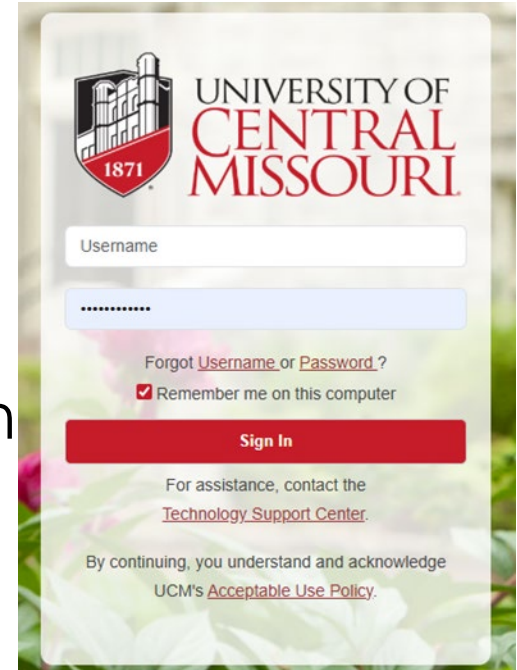 UNIVERSITY OF
CENTRAL
MISSOURI
1871
Username
••••••••••••
Forgot Username or Password ?
Remember me on this computer
n
Sign In
For assistance, contact the
Technology Support Center.
By continuing, you understand and acknowledge
UCM's Acceptable Use Policy.